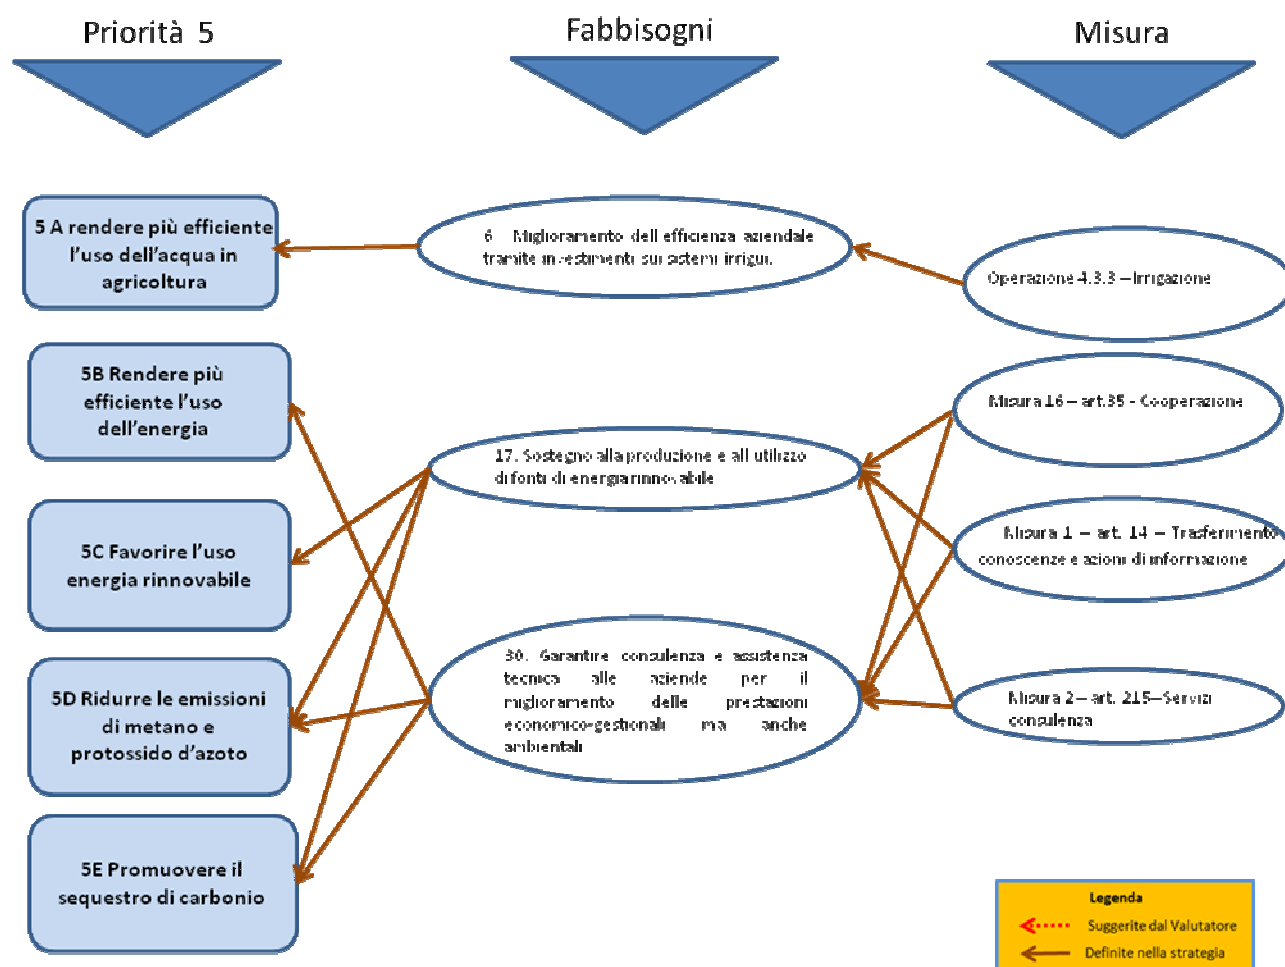 Priorità 5
Fabbisogni
Misura
5 A rendere più efficiente
l'uso dell'acqua in
agricoltura
6 Miglioramento dell efficienza aziendale
tramite investimenti sui sistemi irrigui.
Operazione 4.3.3 – Irrigazione
5B Rendere più
efficiente l'uso
dell'energia
Misura 16 – art.35 - Cooperazione
17. Sostegno alla produzione e all utilizzo
di fonti di energia rinnovabile
5C Favorire l'uso
energia rinnovabile
Misura 1 – art. 14 – Trasferimento
conoscenze e azioni di informazione
30. Garantire consulenza e assistenza
tecnica alle aziende per il
miglioramento delle prestazioni
economico-gestionali ma anche
ambientali
5D Ridurre le emissioni
di metano e
protossido d'azoto
Misura 2 – art. 215 – Servizi
consulenza
5E Promuovere il
sequestro di carbonio
Legenda
Suggerite dal Valutatore
Definite nella strategia